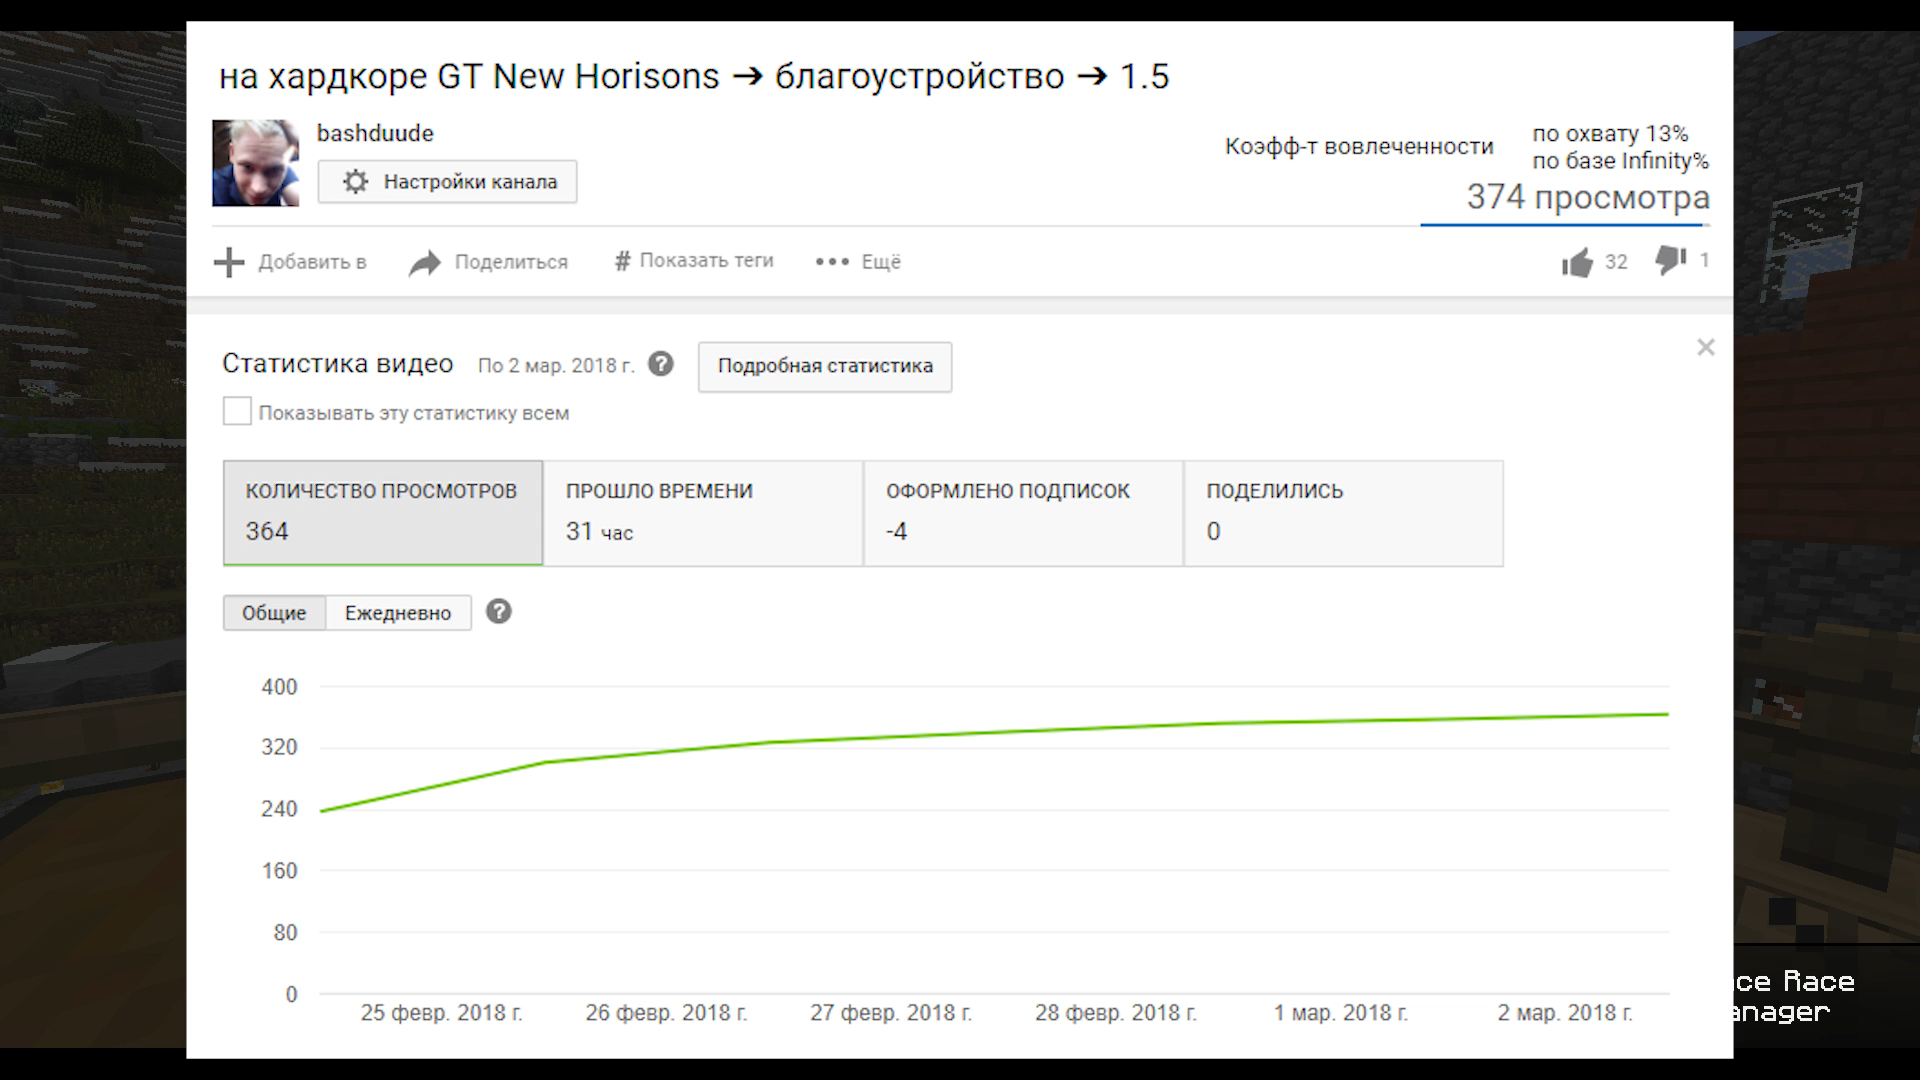 на хардкоре GT New Horisons → благоустройство → 1.5
bashduude
Настройки канала
Коэфф-т вовлеченности
по охвату 13%
по базе Infinity%
374 просмотра
Добавить в
Поделиться
# Показать теги
••• Ещё
32
1
Статистика видео
По 2 мар. 2018 г.
?
Подробная статистика
Показывать эту статистику всем
КОЛИЧЕСТВО ПРОСМОТРОВ
364
ПРОШЛО ВРЕМЕНИ
31 час
ОФОРМЛЕНО ПОДПИСОК
-4
ПОДЕЛИЛИСЬ
0
Общие
Ежедневно
?
400
320
240
160
80
0
25 февр. 2018 г.
26 февр. 2018 г.
27 февр. 2018 г.
28 февр. 2018 г.
1 мар. 2018 г.
2 мар. 2018 г.
Race